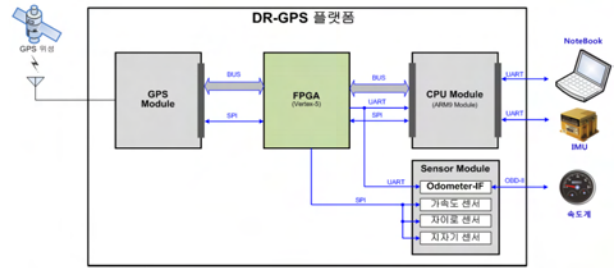 DR-GPS 플랫폼
GPS 위성
NoteBook
GPS
Module
BUS
SPI
FPGA
(Vertex-5)
BUS
UART
SPI
CPU Module
(ARM9 Module)
UART
UART
IMU
Sensor Module
UART
Odometer-IF
OBD-II
SPI
가속도 센서
자이로 센서
지자기 센서
속도계